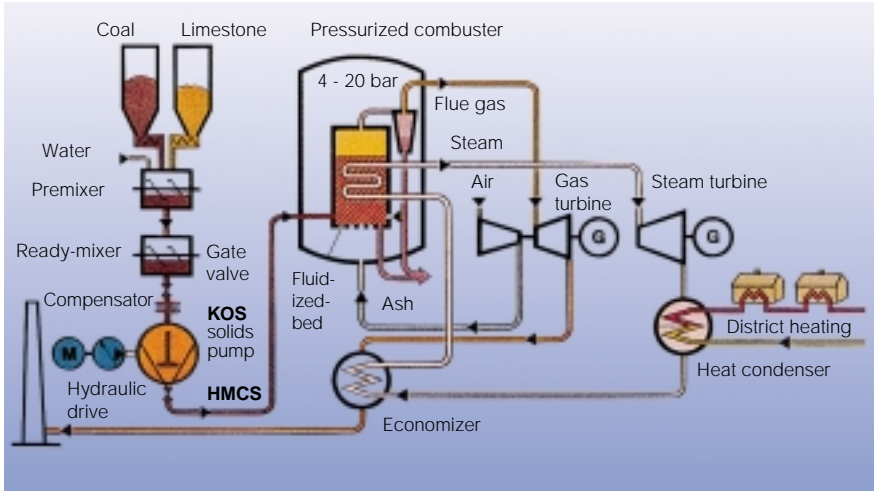 Coal
Limestone
Pressurized combuster
4 - 20 bar
Flue gas
Water
Steam
Premixer
Air
Gas
turbine
Steam turbine
G
G
Ready-mixer
Gate
valve
Fluid-
ized-
bed
Ash
Compensator
KOS
solids
pump
M
District heating
Heat condenser
Hydraulic
drive
HMCS
Economizer